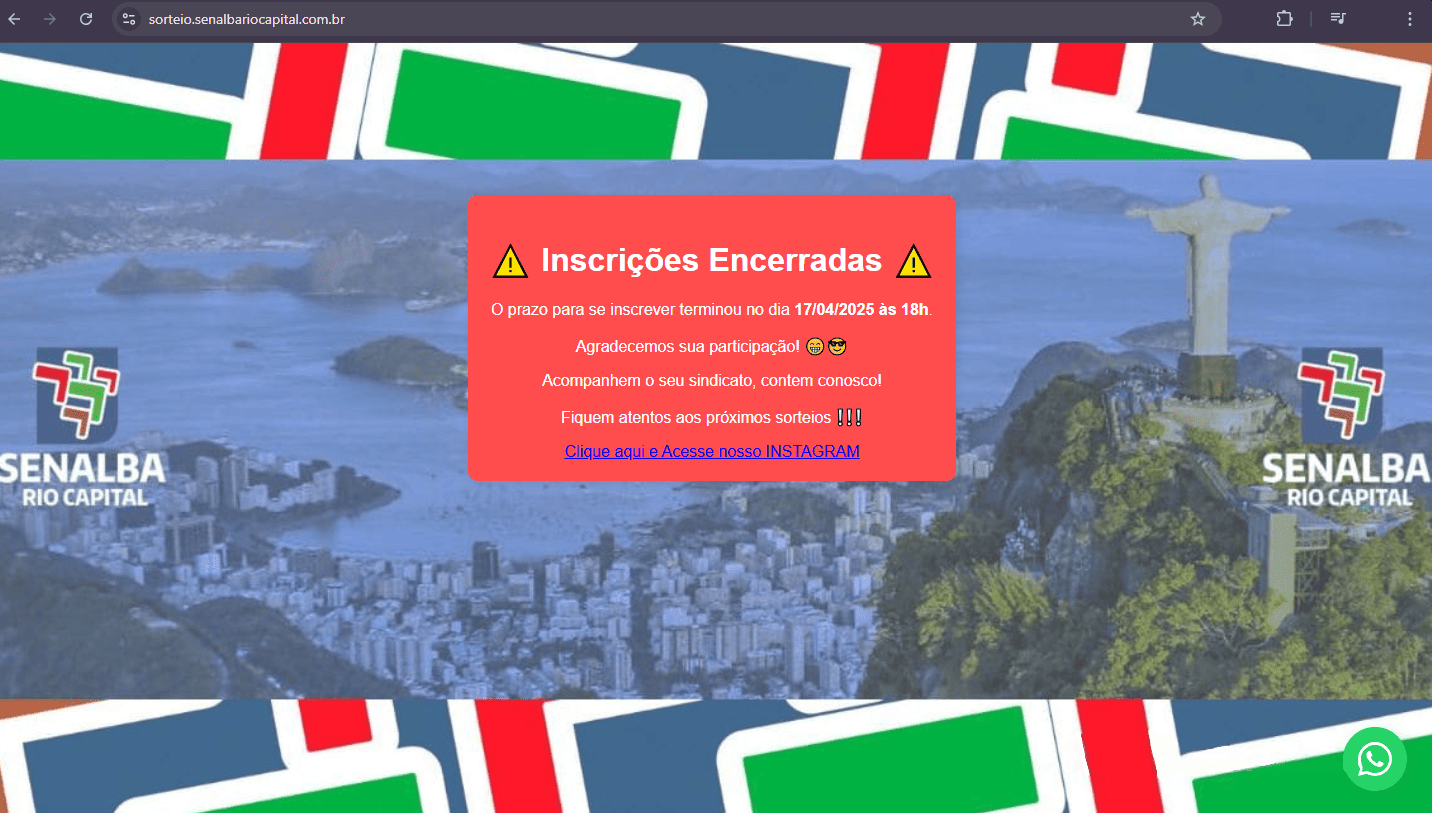 sorteio.senalbariocapital.com.br
⚠️ Inscrições Encerradas ⚠️
O prazo para se inscrever terminou no dia 17/04/2025 às 18h.
Agradecemos sua participação! 😁😎
Acompanhem o seu sindicato, contem conosco!
Fiquem atentos aos próximos sorteios ❕❕❕
Clique aqui e Acesse nosso INSTAGRAM
SENALBA
RIO CAPITAL
SENALBA
RIO CAPITAL